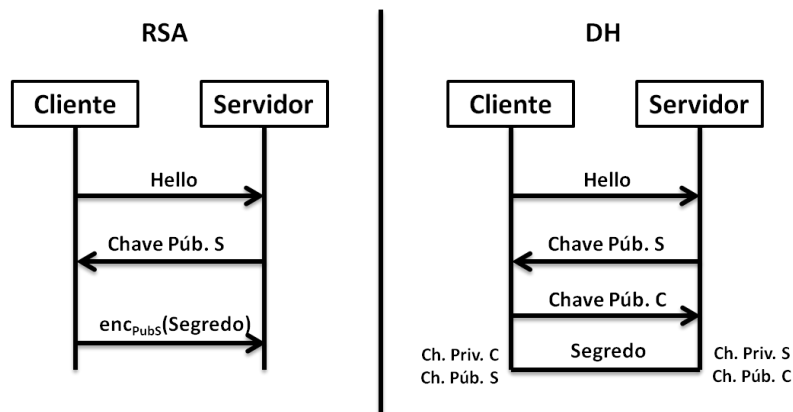 RSA
Cliente
Servidor
Hello
Chave Púb. S
enc_PubS(Segredo)
DH
Cliente
Servidor
Hello
Chave Púb. S
Chave Púb. C
Ch. Priv. C
Ch. Púb. S
Segredo
Ch. Priv. S
Ch. Púb. C